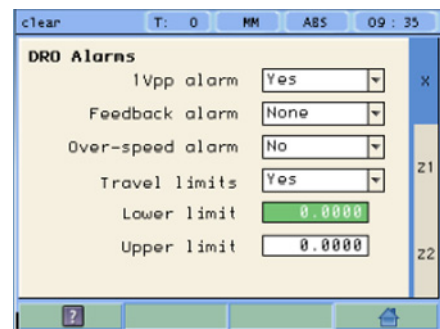 clear T: 0 MM ABS 09 : 35
DRO Alarms
1Vpp alarm Yes
X
Feedback alarm None
Over-speed alarm No
Z1
Travel limits Yes
Lower limit 0.0000
Upper limit 0.0000
Z2
?